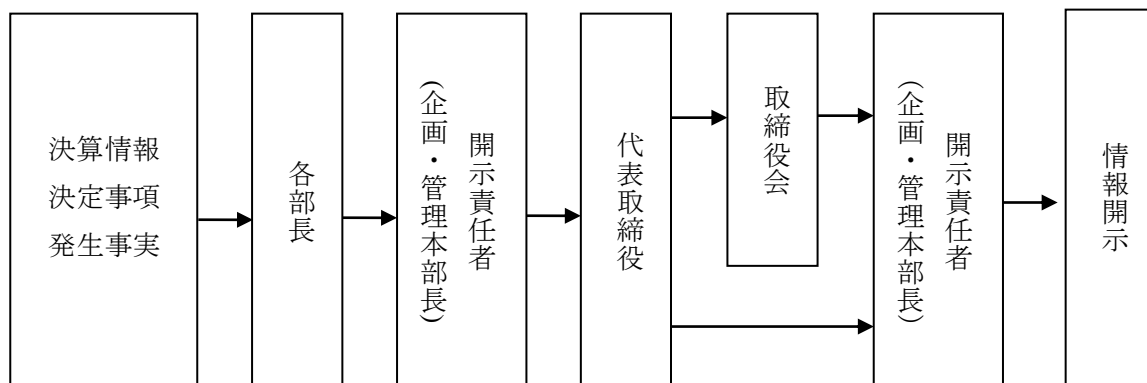 決算情報
決定事項
発生事実
各部長
開示責任者
(企画・管理本部長)
代表取締役
取締役会
開示責任者
(企画・管理本部長)
情報開示